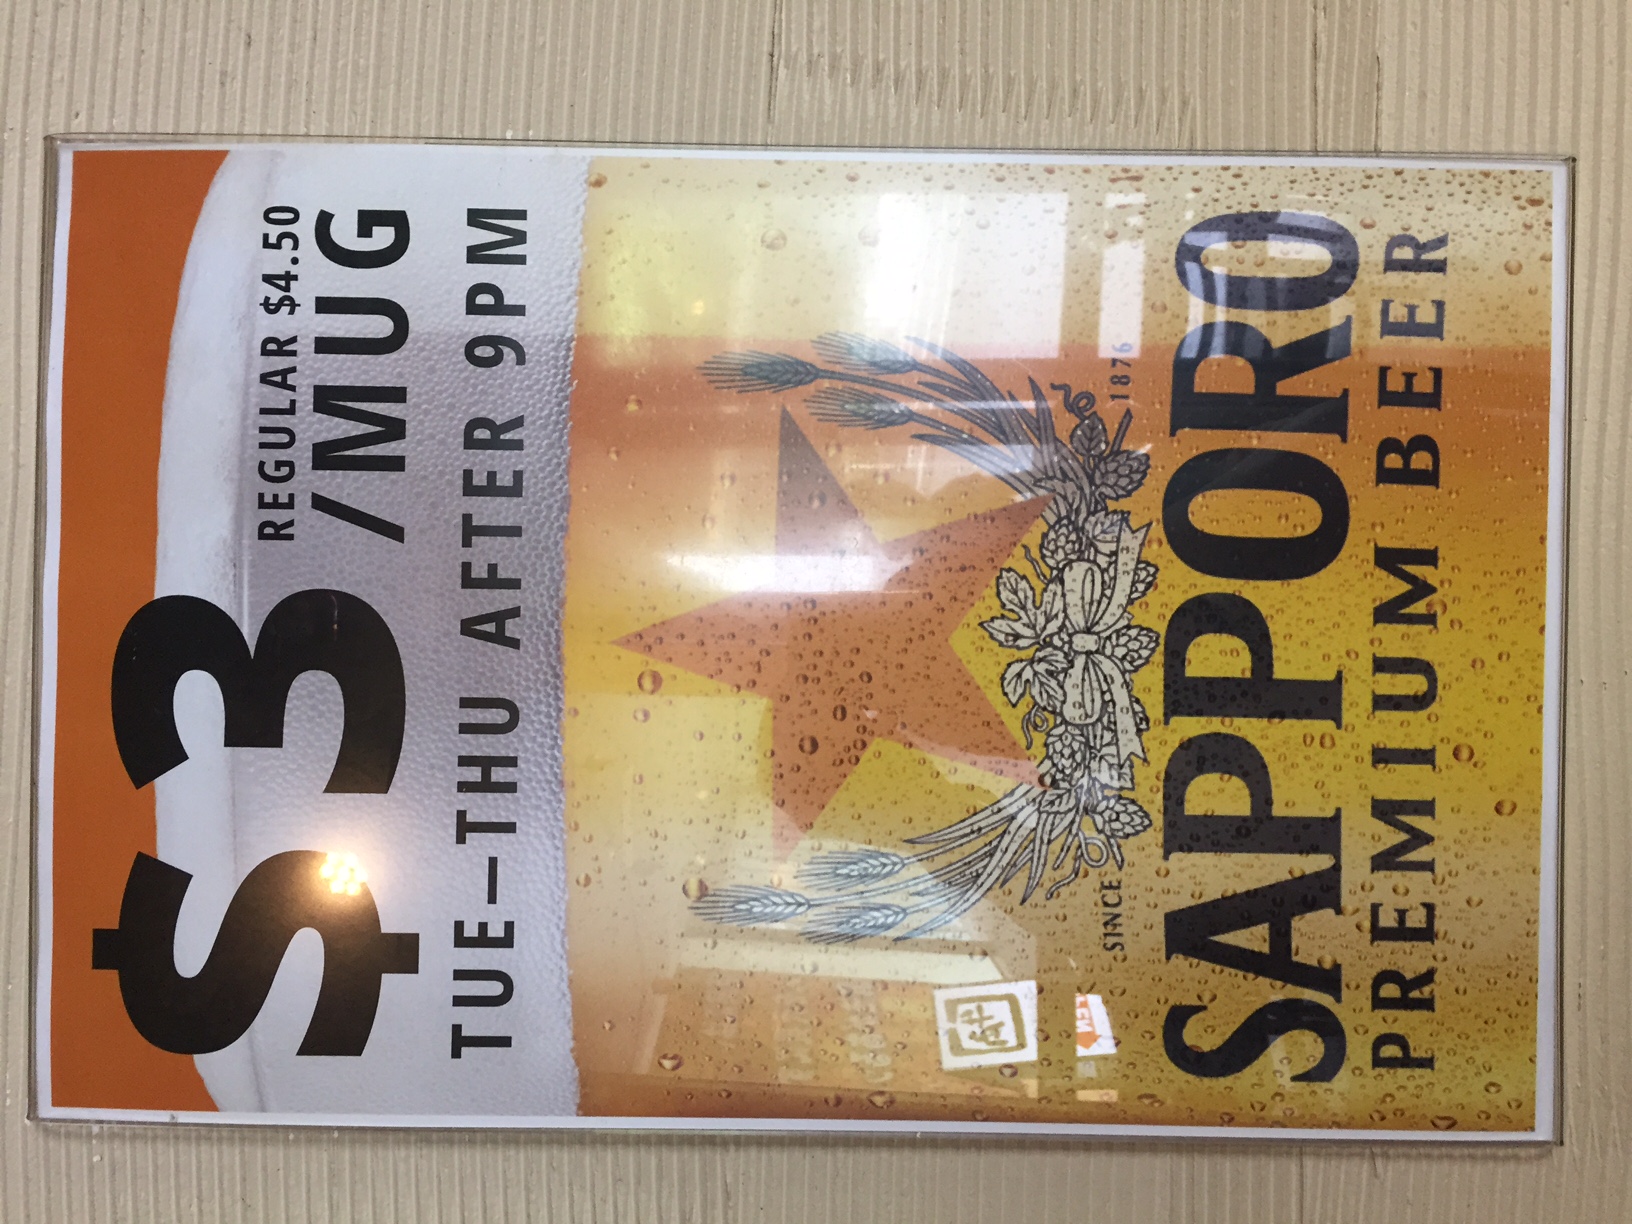 REGULAR $4.50
$3 /MUG
TUE–THU AFTER 9PM
SINCE 1876
SAPPORO
PREMIUM BEER